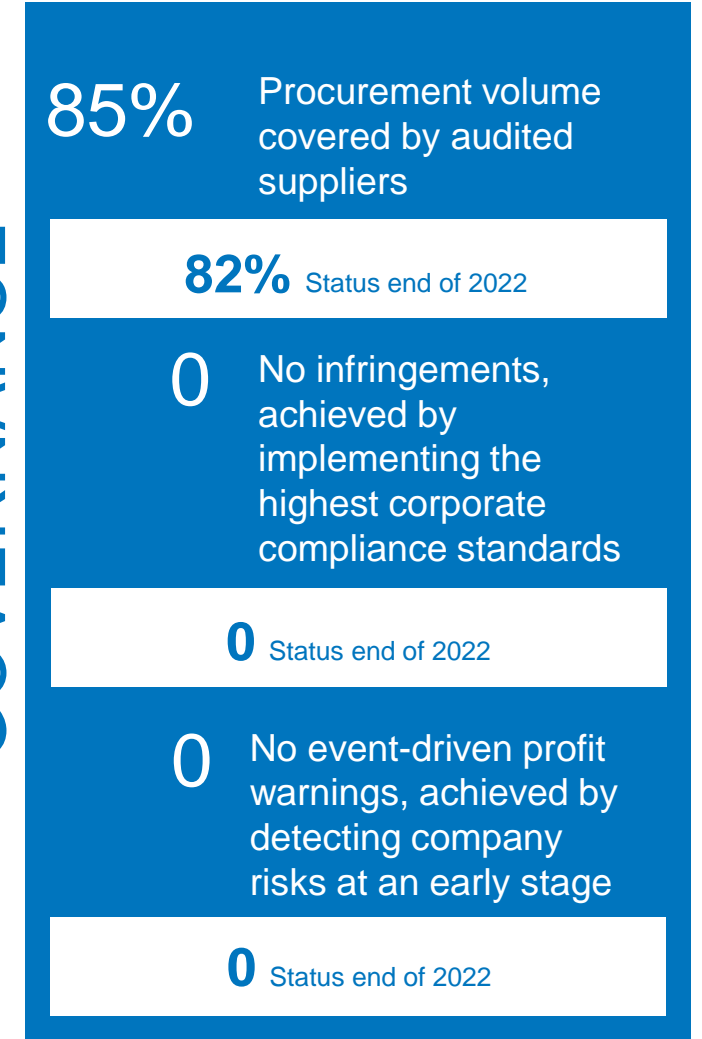 85%
Procurement volume
covered by audited
suppliers
82% Status end of 2022
0
No infringements,
achieved by
implementing the
highest corporate
compliance standards
0 Status end of 2022
0
No event-driven profit
warnings, achieved by
detecting company
risks at an early stage
0 Status end of 2022